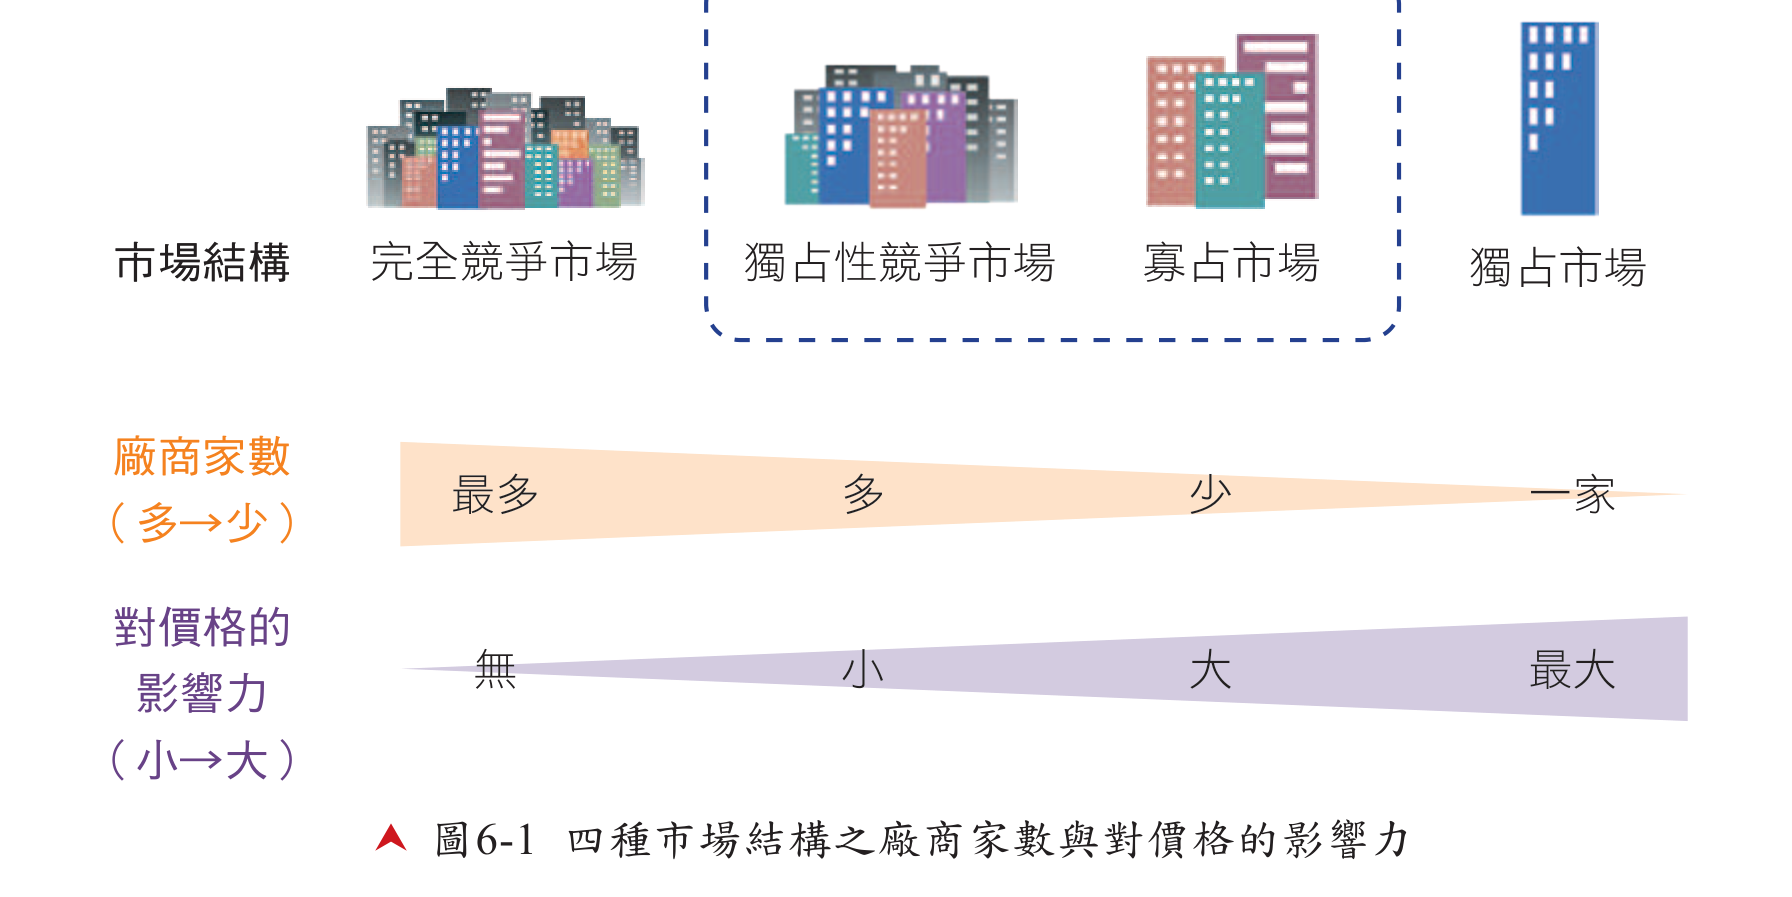 市場結構 完全競爭市場 獨占性競爭市場 寡占市場 獨占市場
廠商家數
（多→少）
最多 多 少 一家
對價格的
影響力
（小→大）
無 小 大 最大
圖6-1 四種市場結構之廠商家數與對價格的影響力